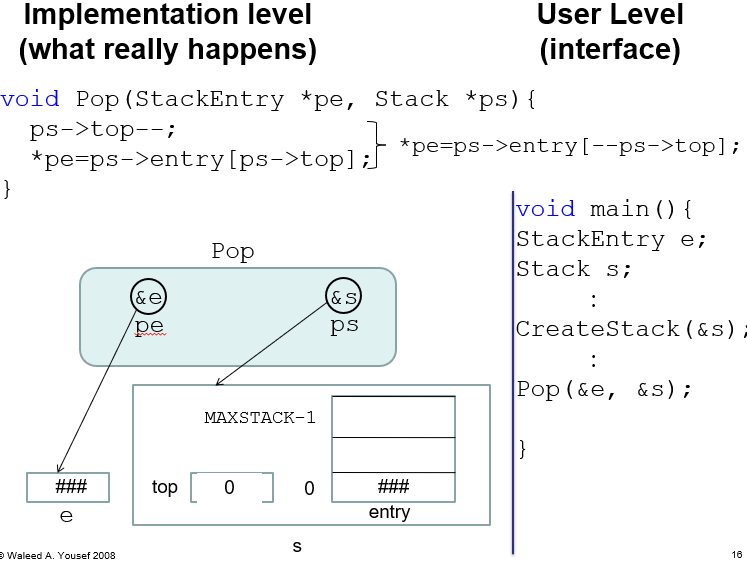 Implementation level
(what really happens)
User Level
(interface)
void Pop(StackEntry *pe, Stack *ps){
ps->top--;
*pe=ps->entry[ps->top];
}
*pe=ps->entry[--ps->top];
void main(){
StackEntry e;
Stack s;
:
CreateStack(&s);
:
Pop(&e, &s);
}
Pop
&e
pe
&s
ps
MAXSTACK-1
top
0
0
###
entry
###
e
s
© Waleed A. Yousef 2008
16